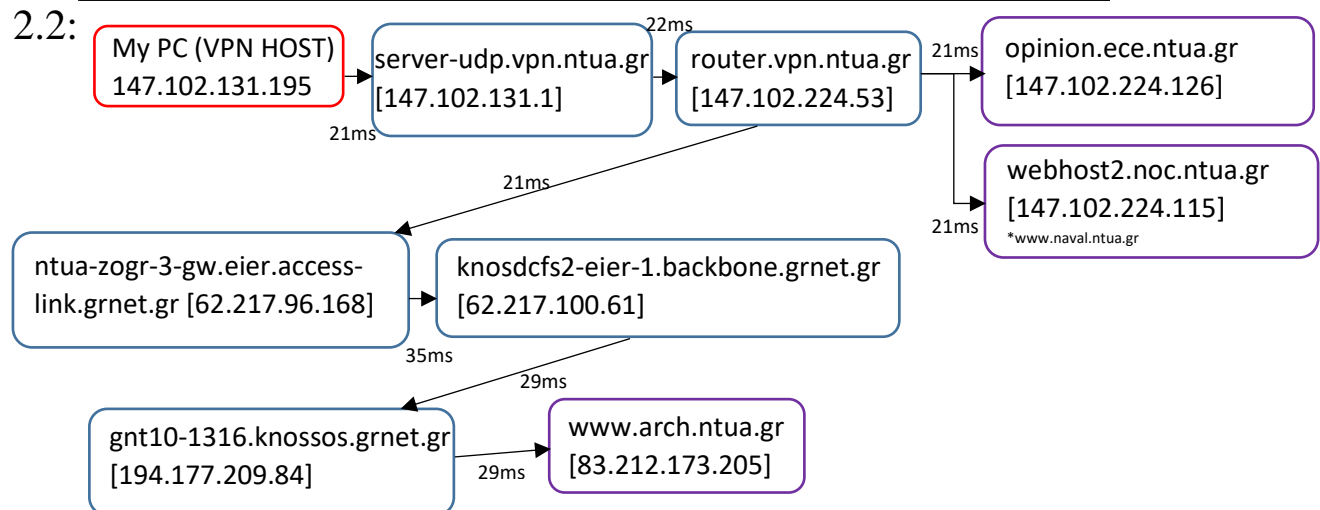 2.2:
My PC (VPN HOST)
147.102.131.195
21ms
server-udp.vpn.ntua.gr
[147.102.131.1]
22ms
router.vpn.ntua.gr
[147.102.224.53]
21ms
opinion.ece.ntua.gr
[147.102.224.126]
21ms
webhost2.noc.ntua.gr
[147.102.224.115]
*www.naval.ntua.gr
21ms
ntua-zogr-3-gw.eier.access-
link.grnet.gr [62.217.96.168]
35ms
knosdcfs2-eier-1.backbone.grnet.gr
[62.217.100.61]
29ms
gnt10-1316.knossos.grnet.gr
[194.177.209.84]
29ms
www.arch.ntua.gr
[83.212.173.205]